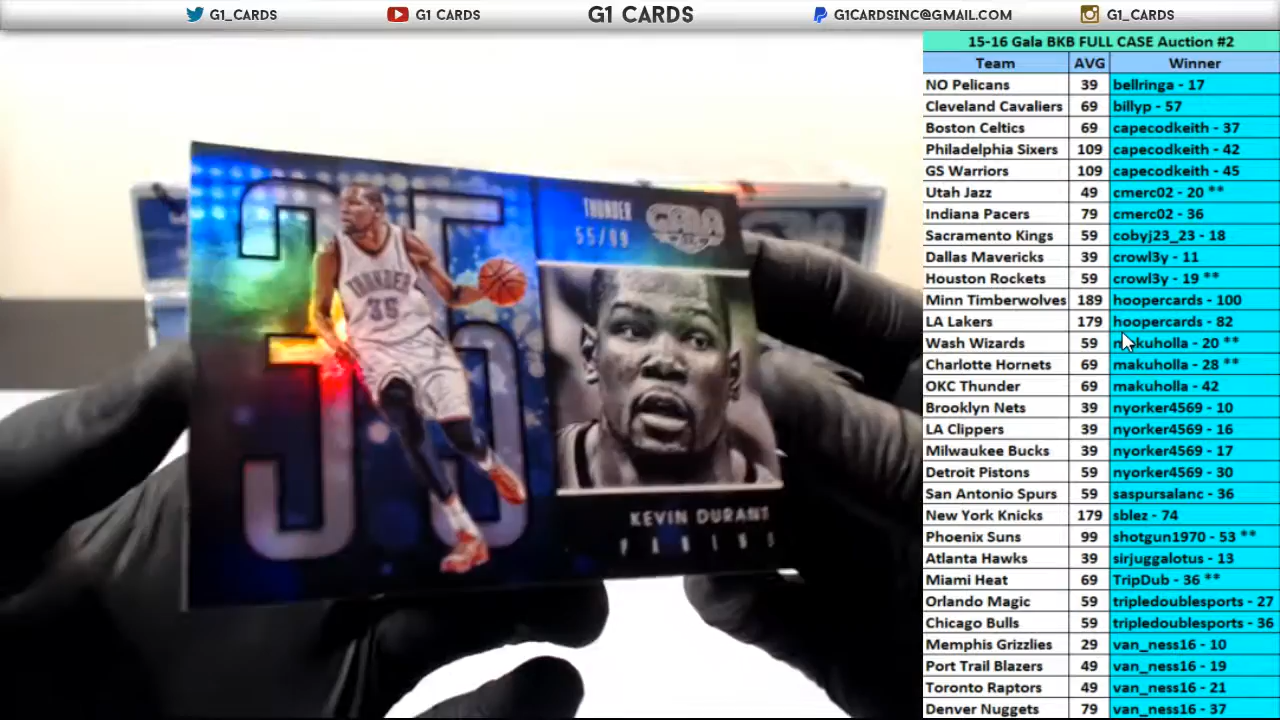 G1_CARDS G1 CARDS G1 CARDS G1CARDSINC@GMAIL.COM G1_CARDS
15-16 Gala BKB FULL CASE Auction #2
Team AVG Winner
NO Pelicans 39 bellringa - 17
Cleveland Cavaliers 69 billyp - 57
Boston Celtics 69 capecodkeith - 37
Philadelphia Sixers 109 capecodkeith - 42
GS Warriors 109 capecodkeith - 45
Utah Jazz 49 cmerc02 - 20 **
Indiana Pacers 79 cmerc02 - 36
Sacramento Kings 59 cobyj23_23 - 18
Dallas Mavericks 39 crowl3y - 11
Houston Rockets 59 crowl3y - 19 **
Minn Timberwolves 189 hoopercards - 100
LA Lakers 179 hoopercards - 82
Wash Wizards 59 makuholla - 20 **
Charlotte Hornets 69 makuholla - 28 **
OKC Thunder 69 makuholla - 42
Brooklyn Nets 39 nyorker4569 - 10
LA Clippers 39 nyorker4569 - 16
Milwaukee Bucks 39 nyorker4569 - 17
Detroit Pistons 59 nyorker4569 - 30
San Antonio Spurs 59 saspursalanc - 36
New York Knicks 179 sblez - 74
Phoenix Suns 99 shotgun1970 - 53 **
Atlanta Hawks 39 sirjuggalotus - 13
Miami Heat 69 TripDub - 36 **
Orlando Magic 59 tripledoublesports - 27
Chicago Bulls 59 tripledoublesports - 36
Memphis Grizzlies 29 van_ness16 - 10
Port Trail Blazers 49 van_ness16 - 19
Toronto Raptors 49 van_ness16 - 21
Denver Nuggets 79 van_ness16 - 37
35
THUNDER
35
THUNDER
55/99
GALA
KEVIN DURANT
PANINI